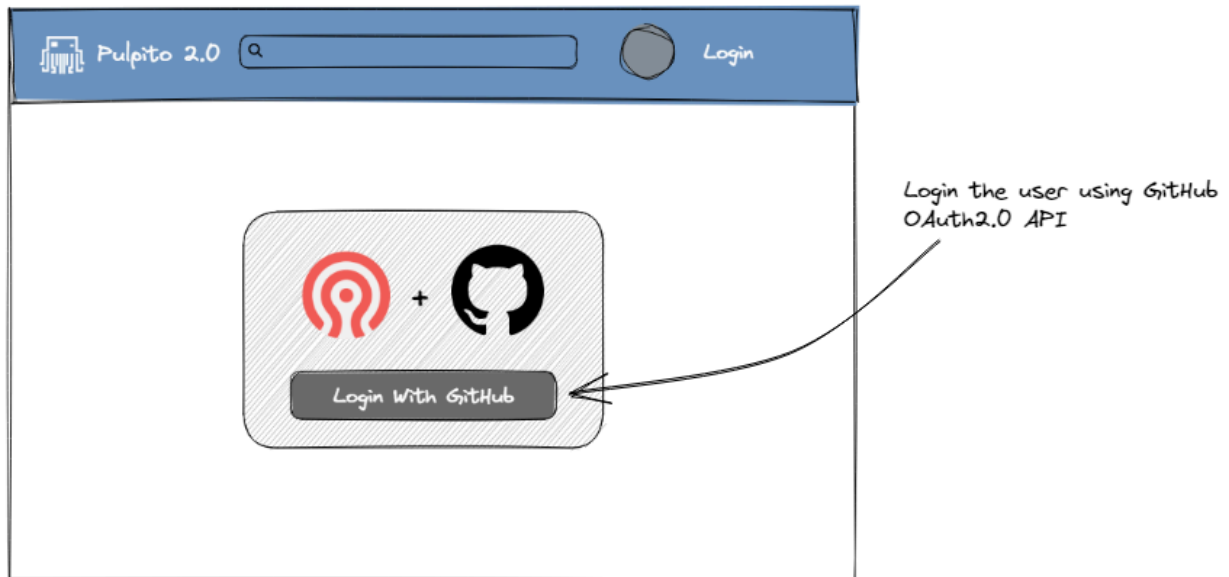 Pulpito 2.0
Login
Login the user using GitHub
OAuth2.0 API
+
Login With GitHub